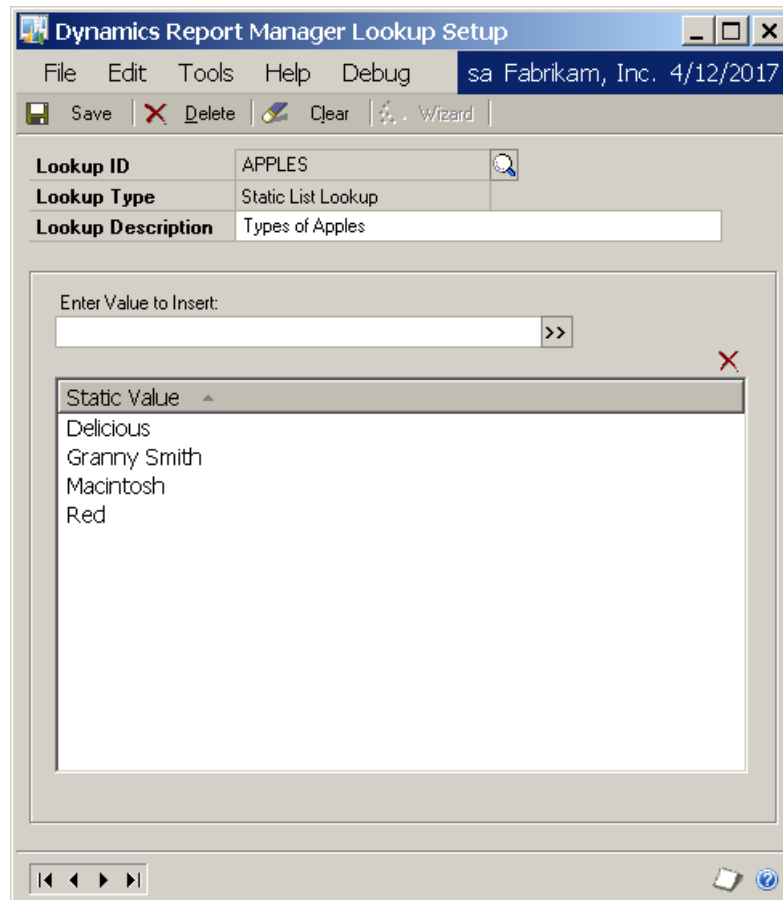 Dynamics Report Manager Lookup Setup
File Edit Tools Help Debug sa Fabrikam, Inc. 4/12/2017
Save Delete Clear Wizard
Lookup ID APPLES
Lookup Type Static List Lookup
Lookup Description Types of Apples
Enter Value to Insert:
>>
Static Value
Delicious
Granny Smith
Macintosh
Red